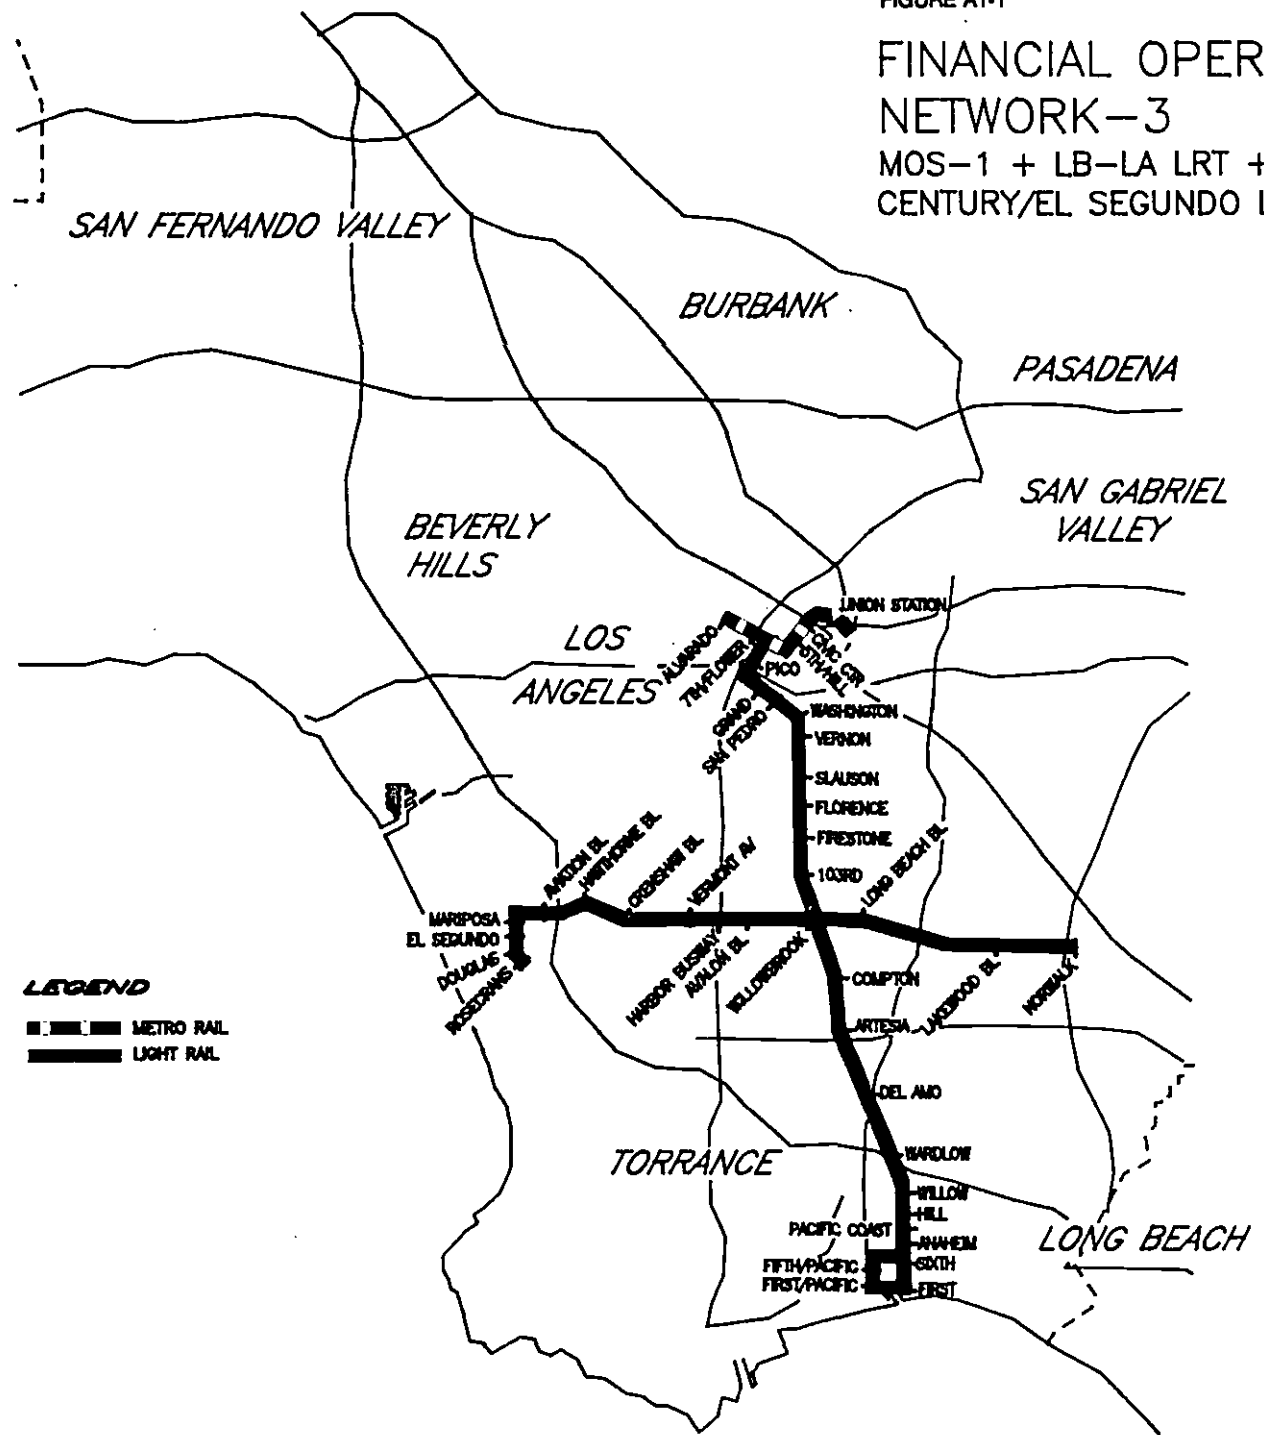 FIGURE A1-1
FINANCIAL OPER
NETWORK-3
MOS-1 + LB-LA LRT +
CENTURY/EL SEGUNDO L
SAN FERNANDO VALLEY
BURBANK
PASADENA
SAN GABRIEL
VALLEY
BEVERLY
HILLS
LOS
ANGELES
UNION STATION
CIVIC CTR
5TH/HILL
ALVARADO
7TH/FLOWER
PICO
GRAND
SAN PEDRO
WASHINGTON
VERNON
SLAUSON
FLORENCE
FIRESTONE
103RD
AVIATION BL
HAWTHORNE BL
CRENSHAW BL
VERMONT AV
LONG BEACH BL
MARIPOSA
EL SEGUNDO
DOUGLAS
ROSECRANS
HARBOR BUSWAY
AVALON BL
WILLOWBROOK
COMPTON
LAKEWOOD BL
NORWALK
ARTESIA
LEGEND
METRO RAIL
LIGHT RAIL
DEL AMO
TORRANCE
WARDLOW
WILLOW
HILL
PACIFIC COAST
ANAHEIM
LONG BEACH
SIXTH
FIFTH/PACIFIC
FIRST/PACIFIC
FIRST